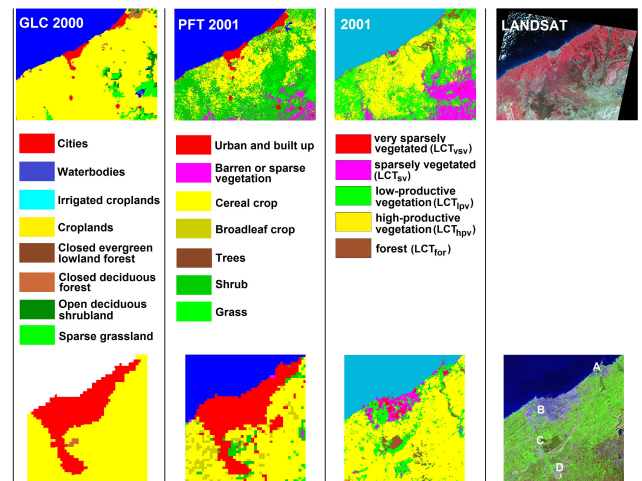 GLC 2000
PFT 2001
2001
LANDSAT
Cities
Waterbodies
Irrigated croplands
Croplands
Closed evergreen
lowland forest
Closed deciduous
forest
Open deciduous
shrubland
Sparse grassland
Urban and built up
Barren or sparse
vegetation
Cereal crop
Broadleaf crop
Trees
Shrub
Grass
very sparsely
vegetated (LCTvsv)
sparsely vegetated
(LCTsv)
low-productive
vegetation (LCTlpv)
high-productive
vegetation (LCThpv)
forest (LCTfor)
A
B
C
D